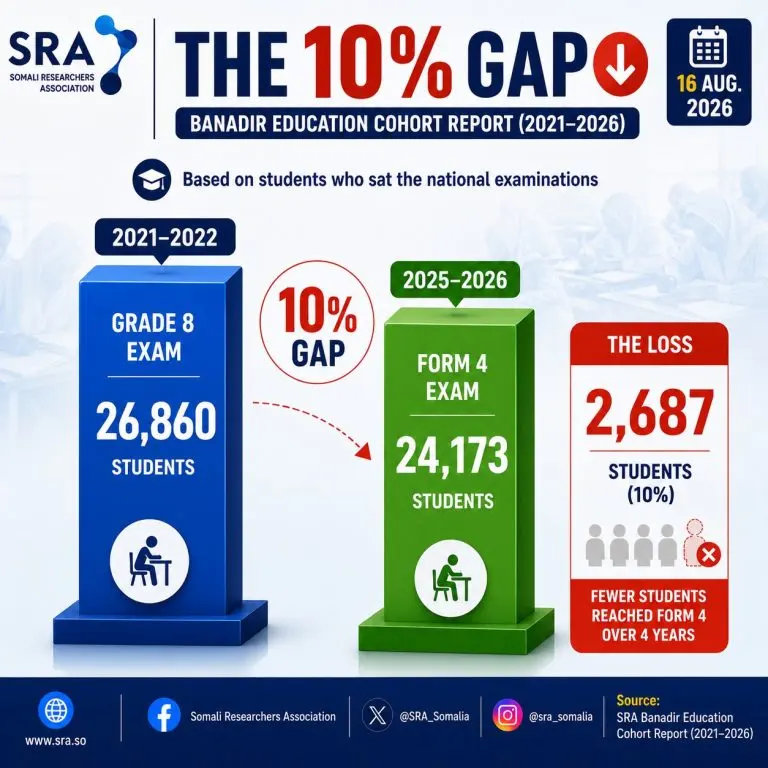 SRA
SOMALI RESEARCHERS
ASSOCIATION
THE 10% GAP
BANADIR EDUCATION COHORT REPORT (2021–2026)
16 AUG.
2026
Based on students who sat the national examinations
2021–2022
GRADE 8
EXAM
26,860
STUDENTS
10%
GAP
2025–2026
FORM 4
EXAM
24,173
STUDENTS
THE LOSS
2,687
STUDENTS
(10%)
FEWER STUDENTS
REACHED FORM 4
OVER 4 YEARS
www.sra.so
Somali Researchers Association
@SRA_Somalia
@sra_somalia
Source:
SRA Banadir Education
Cohort Report (2021–2026)